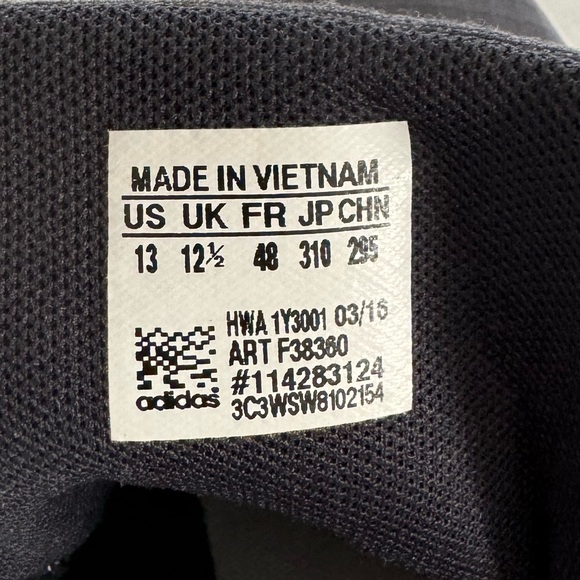 MADE IN VIETNAM
US UK FR JP CHN
13 12½ 48 310 295
HWA 1Y3001 03/16
ART F38360
#114283124
adidas 3C3WSW8102154